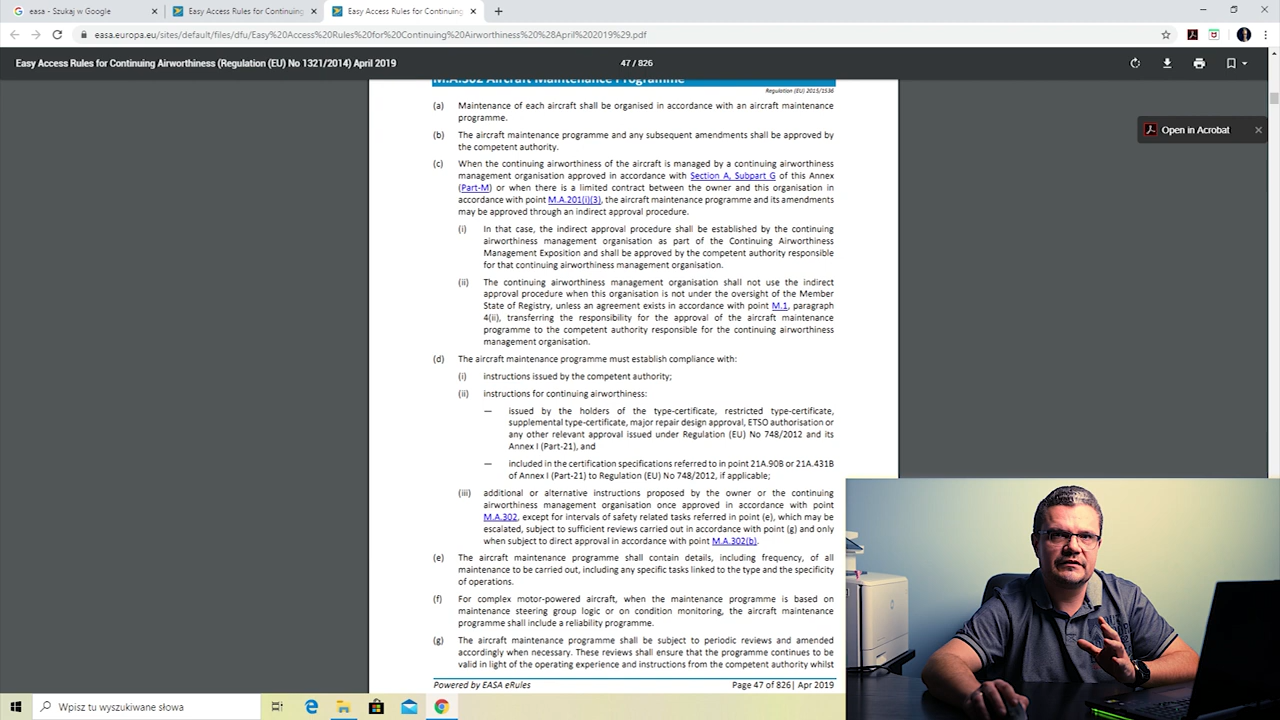 easa - Szukaj w Google
Easy Access Rules for Continuing
Easy Access Rules for Continuing
easa.europa.eu/sites/default/files/dfu/Easy%20Access%20Rules%20for%20Continuing%20Airworthiness%20%28April%202019%29.pdf
Easy Access Rules for Continuing Airworthiness (Regulation (EU) No 1321/2014) April 2019
47 / 826
Open in Acrobat
M.A.302 Aircraft Maintenance Programme
Regulation (EU) 2015/1536
(a) Maintenance of each aircraft shall be organised in accordance with an aircraft maintenance
programme.
(b) The aircraft maintenance programme and any subsequent amendments shall be approved by
the competent authority.
(c) When the continuing airworthiness of the aircraft is managed by a continuing airworthiness
management organisation approved in accordance with Section A, Subpart G of this Annex
(Part-M) or when there is a limited contract between the owner and this organisation in
accordance with point M.A.201(i)(3), the aircraft maintenance programme and its amendments
may be approved through an indirect approval procedure.
(i) In that case, the indirect approval procedure shall be established by the continuing
airworthiness management organisation as part of the Continuing Airworthiness
Management Exposition and shall be approved by the competent authority responsible
for that continuing airworthiness management organisation.
(ii) The continuing airworthiness management organisation shall not use the indirect
approval procedure when this organisation is not under the oversight of the Member
State of Registry, unless an agreement exists in accordance with point M.1, paragraph
4(ii), transferring the responsibility for the approval of the aircraft maintenance
programme to the competent authority responsible for the continuing airworthiness
management organisation.
(d) The aircraft maintenance programme must establish compliance with:
(i) instructions issued by the competent authority;
(ii) instructions for continuing airworthiness:
— issued by the holders of the type-certificate, restricted type-certificate,
supplemental type-certificate, major repair design approval, ETSO authorisation or
any other relevant approval issued under Regulation (EU) No 748/2012 and its
Annex I (Part-21), and
— included in the certification specifications referred to in point 21A.90B or 21A.431B
of Annex I (Part-21) to Regulation (EU) No 748/2012, if applicable;
(iii) additional or alternative instructions proposed by the owner or the continuing
airworthiness management organisation once approved in accordance with point
M.A.302, except for intervals of safety related tasks referred in point (e), which may be
escalated, subject to sufficient reviews carried out in accordance with point (g) and only
when subject to direct approval in accordance with point M.A.302(b).
(e) The aircraft maintenance programme shall contain details, including frequency, of all
maintenance to be carried out, including any specific tasks linked to the type and the specificity
of operations.
(f) For complex motor-powered aircraft, when the maintenance programme is based on
maintenance steering group logic or on condition monitoring, the aircraft maintenance
programme shall include a reliability programme.
(g) The aircraft maintenance programme shall be subject to periodic reviews and amended
accordingly when necessary. These reviews shall ensure that the programme continues to be
valid in light of the operating experience and instructions from the competent authority whilst
Powered by EASA eRules
Page 47 of 826| Apr 2019
Wpisz tu wyszukiwane słowa